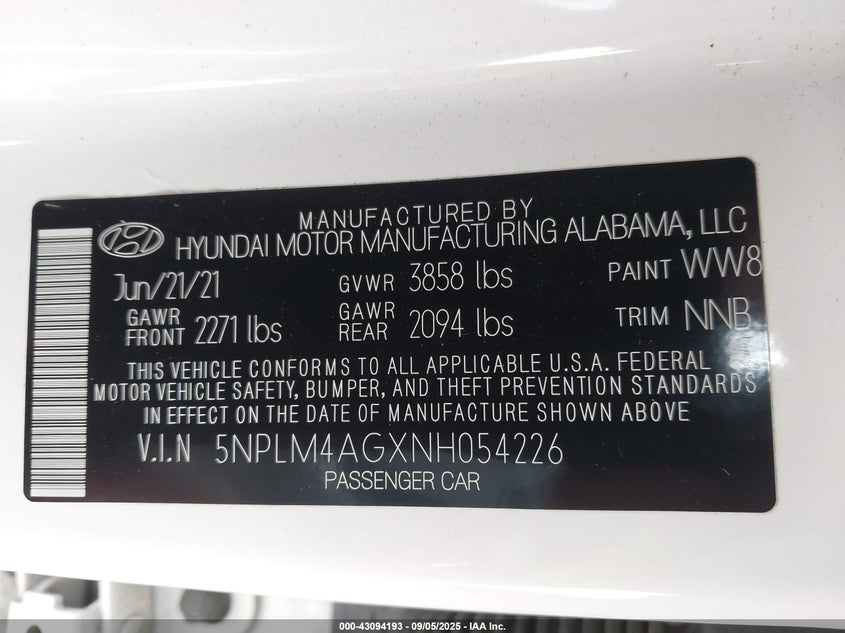 MANUFACTURED BY
HYUNDAI MOTOR MANUFACTURING ALABAMA, LLC
Jun/21/21 GVWR 3858 lbs PAINT WW8
GAWR FRONT 2271 lbs GAWR REAR 2094 lbs TRIM NNB
THIS VEHICLE CONFORMS TO ALL APPLICABLE U.S.A. FEDERAL
MOTOR VEHICLE SAFETY, BUMPER, AND THEFT PREVENTION STANDARDS
IN EFFECT ON THE DATE OF MANUFACTURE SHOWN ABOVE.
V.I.N 5NPLM4AGXNH054226
PASSENGER CAR
000-43094193 - 09/05/2025 - IAA Inc.